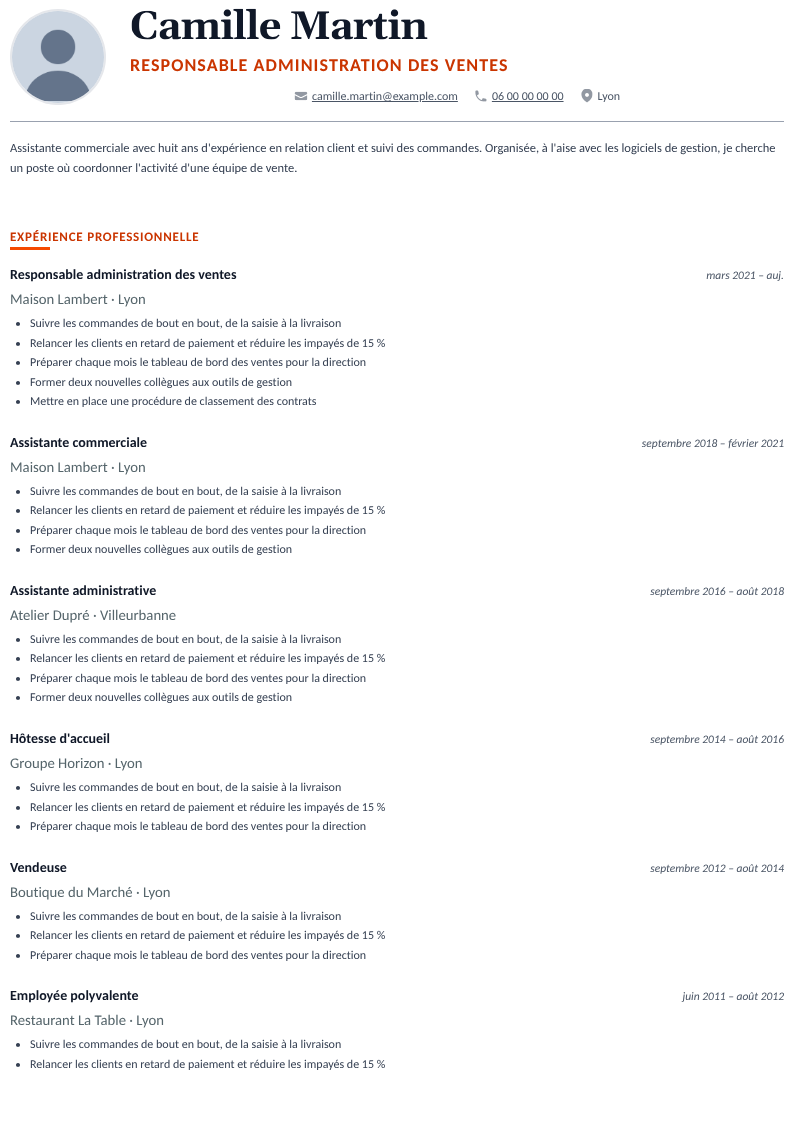 Camille Martin
RESPONSABLE ADMINISTRATION DES VENTES
camille.martin@example.com 06 00 00 00 00 Lyon
Assistante commerciale avec huit ans d'expérience en relation client et suivi des commandes. Organisée, à l'aise avec les logiciels de gestion, je cherche
un poste où coordonner l'activité d'une équipe de vente.
EXPÉRIENCE PROFESSIONNELLE
Responsable administration des ventes mars 2021 – auj.
Maison Lambert · Lyon
• Suivre les commandes de bout en bout, de la saisie à la livraison
• Relancer les clients en retard de paiement et réduire les impayés de 15 %
• Préparer chaque mois le tableau de bord des ventes pour la direction
• Former deux nouvelles collègues aux outils de gestion
• Mettre en place une procédure de classement des contrats
Assistante commerciale septembre 2018 – février 2021
Maison Lambert · Lyon
• Suivre les commandes de bout en bout, de la saisie à la livraison
• Relancer les clients en retard de paiement et réduire les impayés de 15 %
• Préparer chaque mois le tableau de bord des ventes pour la direction
• Former deux nouvelles collègues aux outils de gestion
Assistante administrative septembre 2016 – août 2018
Atelier Dupré · Villeurbanne
• Suivre les commandes de bout en bout, de la saisie à la livraison
• Relancer les clients en retard de paiement et réduire les impayés de 15 %
• Préparer chaque mois le tableau de bord des ventes pour la direction
• Former deux nouvelles collègues aux outils de gestion
Hôtesse d'accueil septembre 2014 – août 2016
Groupe Horizon · Lyon
• Suivre les commandes de bout en bout, de la saisie à la livraison
• Relancer les clients en retard de paiement et réduire les impayés de 15 %
• Préparer chaque mois le tableau de bord des ventes pour la direction
Vendeuse septembre 2012 – août 2014
Boutique du Marché · Lyon
• Suivre les commandes de bout en bout, de la saisie à la livraison
• Relancer les clients en retard de paiement et réduire les impayés de 15 %
• Préparer chaque mois le tableau de bord des ventes pour la direction
Employée polyvalente juin 2011 – août 2012
Restaurant La Table · Lyon
• Suivre les commandes de bout en bout, de la saisie à la livraison
• Relancer les clients en retard de paiement et réduire les impayés de 15 %